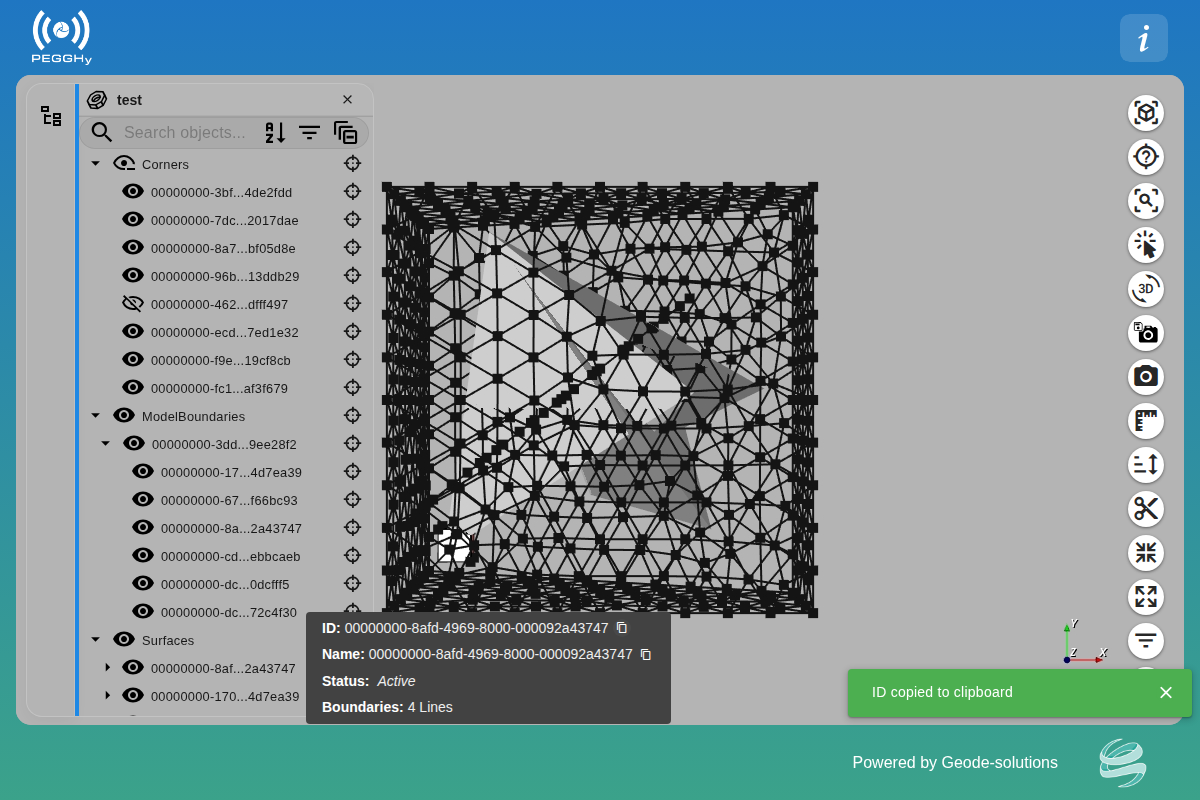 PEGGHy
i
test
Search objects...
A
Z
Corners
00000000-3bf...4de2fdd
00000000-7dc...2017dae
00000000-8a7...bf05d8e
00000000-96b...13ddb29
00000000-462...dfff497
00000000-ecd...7ed1e32
00000000-f9e...19cf8cb
00000000-fc1...af3f679
ModelBoundaries
00000000-3dd...9ee28f2
00000000-17...4d7ea39
00000000-67...f66bc93
00000000-8a...2a43747
00000000-cd...ebbcaeb
00000000-dc...0dcfff5
00000000-dc...72c4f30
Surfaces
00000000-8af...2a43747
00000000-170...4d7ea39
ID: 00000000-8afd-4969-8000-000092a43747
Name: 00000000-8afd-4969-8000-000092a43747
Status: Active
Boundaries: 4 Lines
3D
Y
Z
X
ID copied to clipboard
Powered by Geode-solutions